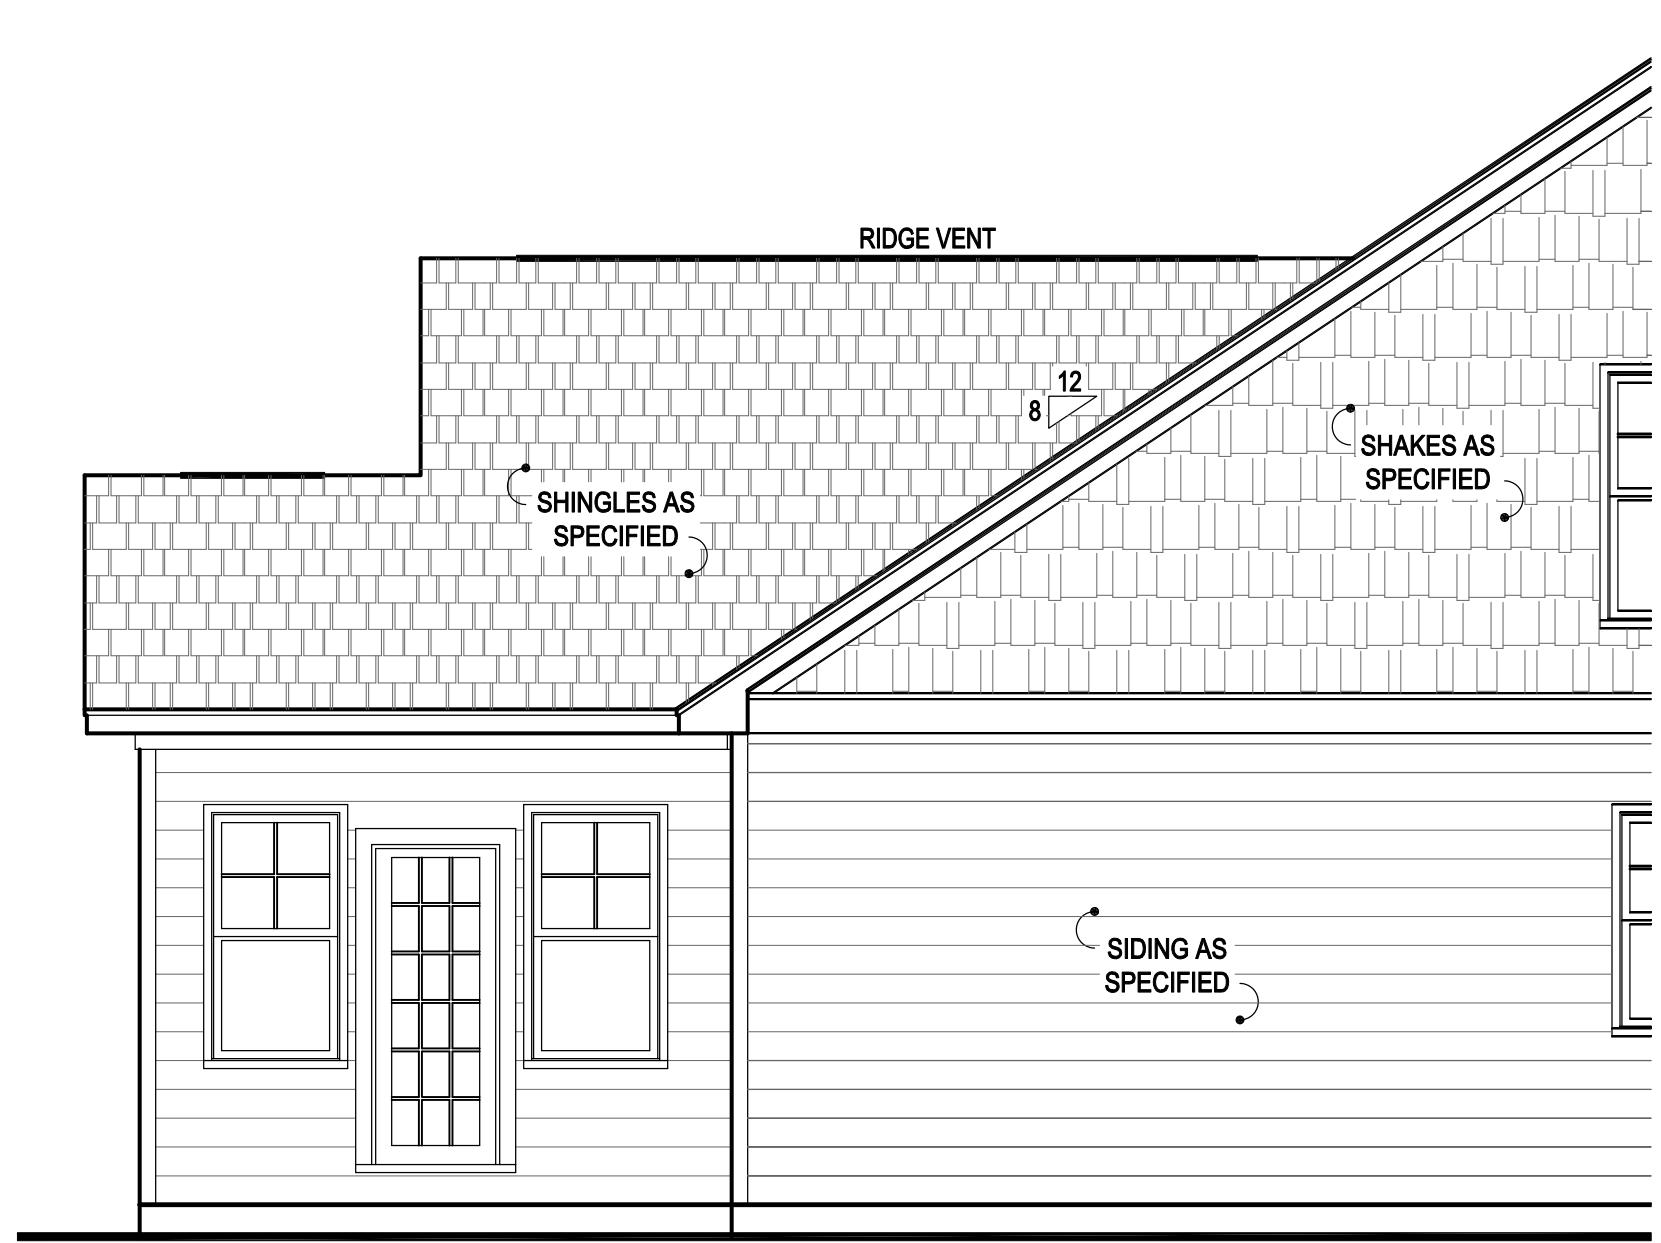 RIDGE VENT
12
8
SHAKES AS
SPECIFIED
SHINGLES AS
SPECIFIED
SIDING AS
SPECIFIED